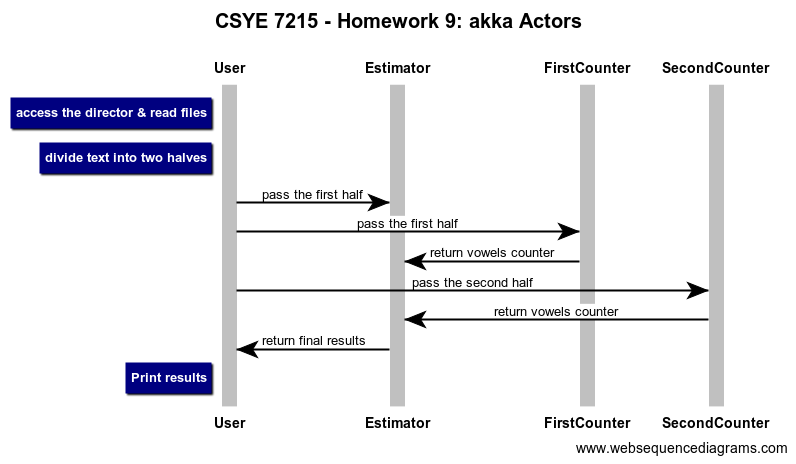 CSYE 7215 - Homework 9: akka Actors
User Estimator FirstCounter SecondCounter
access the director & read files
divide text into two halves
pass the first half
pass the first half
return vowels counter
pass the second half
return vowels counter
return final results
Print results
User Estimator FirstCounter SecondCounter
www.websequencediagrams.com